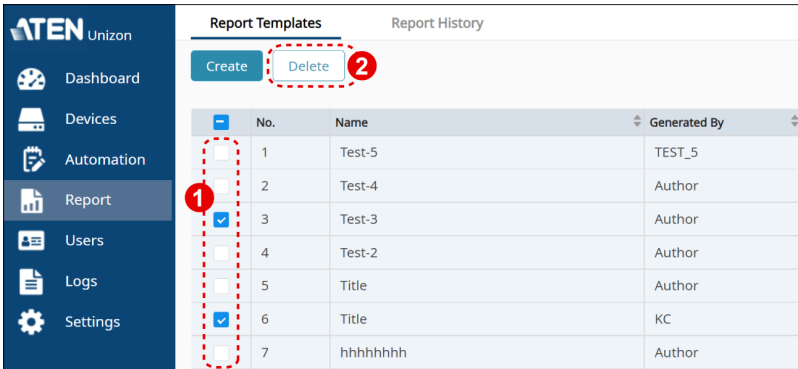 ATEN Unizon
Dashboard
Devices
Automation
Report
Users
Logs
Settings
Report Templates Report History
Create Delete 2
No. Name Generated By
1
1 Test-5 TEST_5
2 Test-4 Author
3 Test-3 Author
4 Test-2 Author
5 Title Author
6 Title KC
7 hhhhhhhh Author